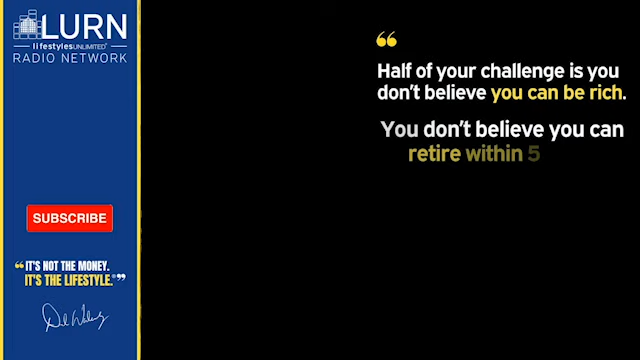 LURN
lifestylesUNLIMITED
RADIO NETWORK
SUBSCRIBE
“IT'S NOT THE MONEY.
IT'S THE LIFESTYLE.®”
“
Half of your challenge is you
don't believe you can be rich.
You don't believe you can
retire within 5